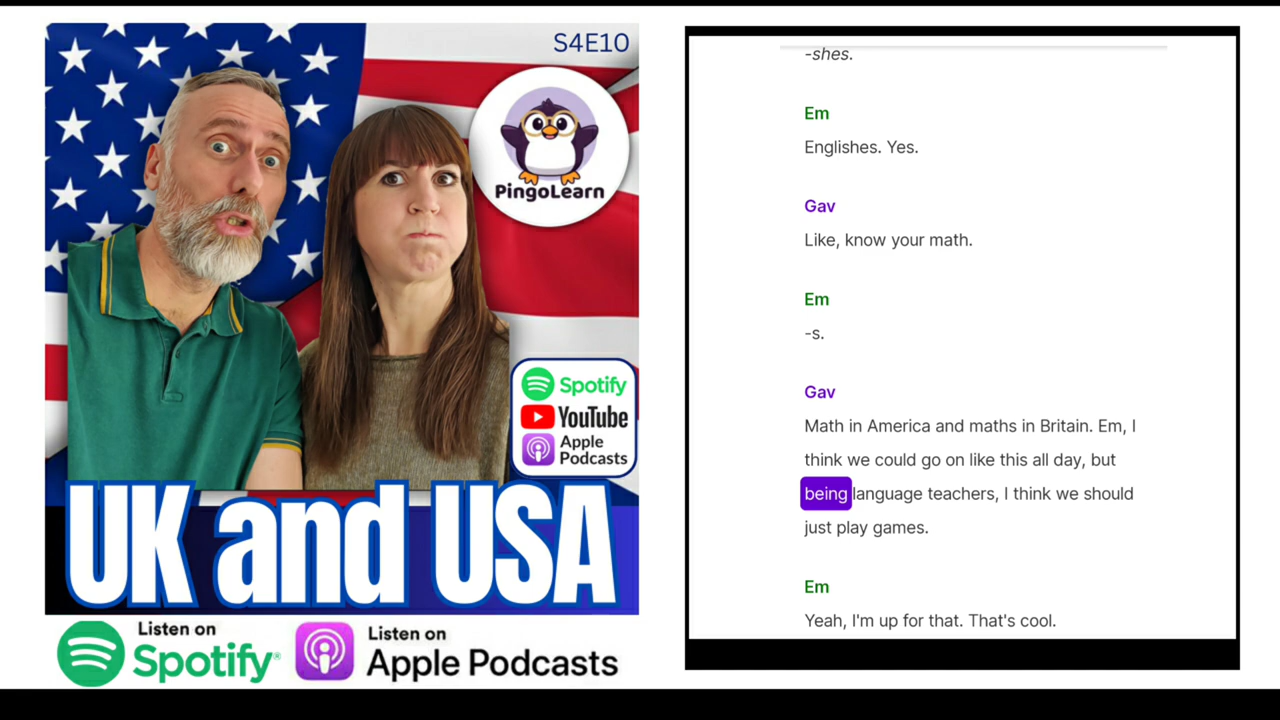 S4E10
PingoLearn
Spotify
YouTube
Apple
Podcasts
UK and USA
Listen on
Spotify
Listen on
Apple Podcasts
-shes.
Em
Englishes. Yes.
Gav
Like, know your math.
Em
-s.
Gav
Math in America and maths in Britain. Em, I
think we could go on like this all day, but
being language teachers, I think we should
just play games.
Em
Yeah, I'm up for that. That's cool.